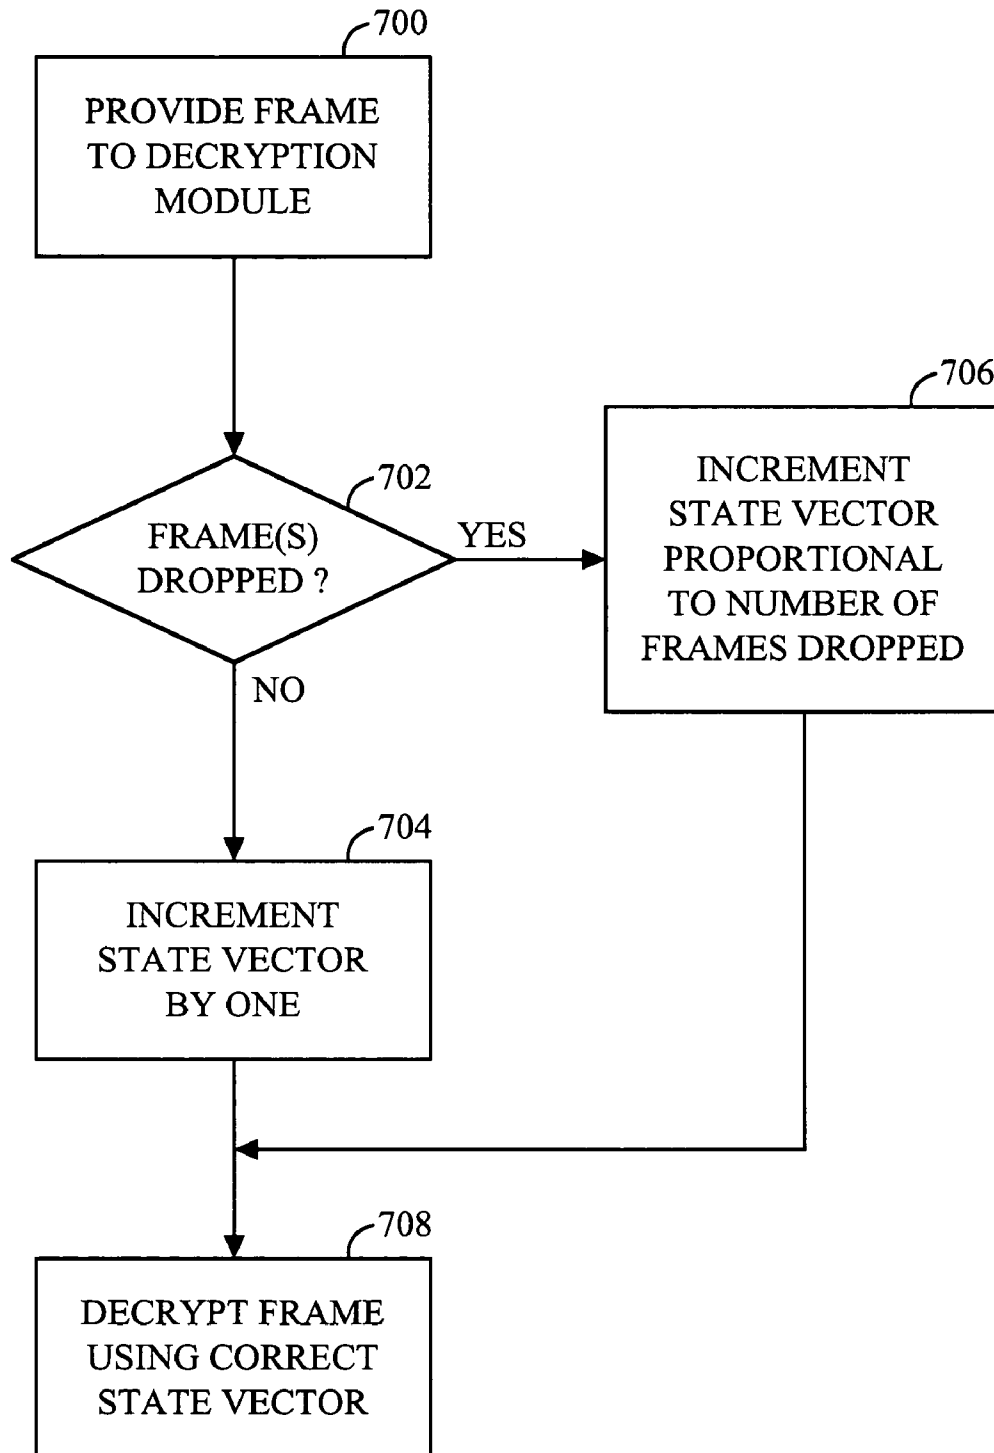 700
PROVIDE FRAME
TO DECRYPTION
MODULE
702
FRAME(S)
DROPPED ?
YES
NO
706
INCREMENT
STATE VECTOR
PROPORTIONAL
TO NUMBER OF
FRAMES DROPPED
704
INCREMENT
STATE VECTOR
BY ONE
708
DECRYPT FRAME
USING CORRECT
STATE VECTOR